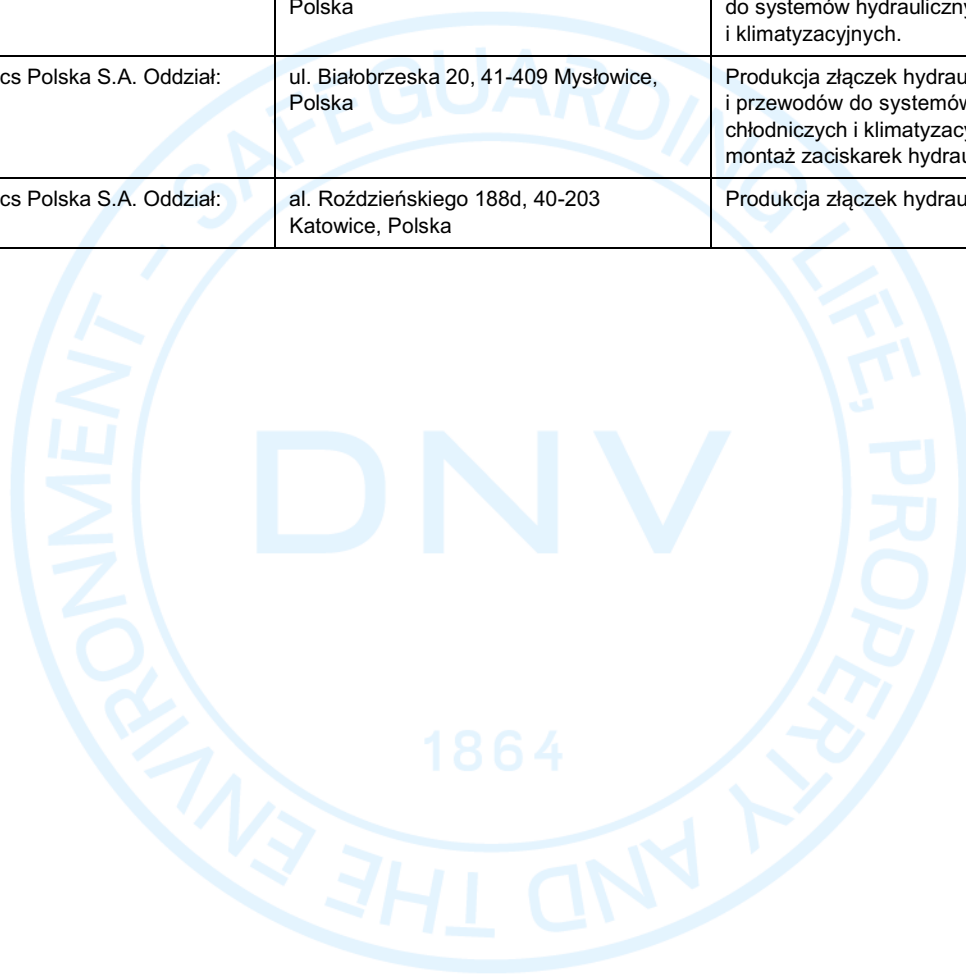 Polska
do systemów hydrauliczny
i klimatyzacyjnych.
cs Polska S.A. Oddział:
ul. Białobrzeska 20, 41-409 Mysłowice,
Polska
Produkcja złączek hydrau
i przewodów do systemów
chłodniczych i klimatyzacy
montaż zaciskarek hydrau
cs Polska S.A. Oddział:
al. Roździeńskiego 188d, 40-203
Katowice, Polska
Produkcja złączek hydrau
SAFEGUARDING LIFE, PROPERTY AND THE ENVIRONMENT –
DNV
1864